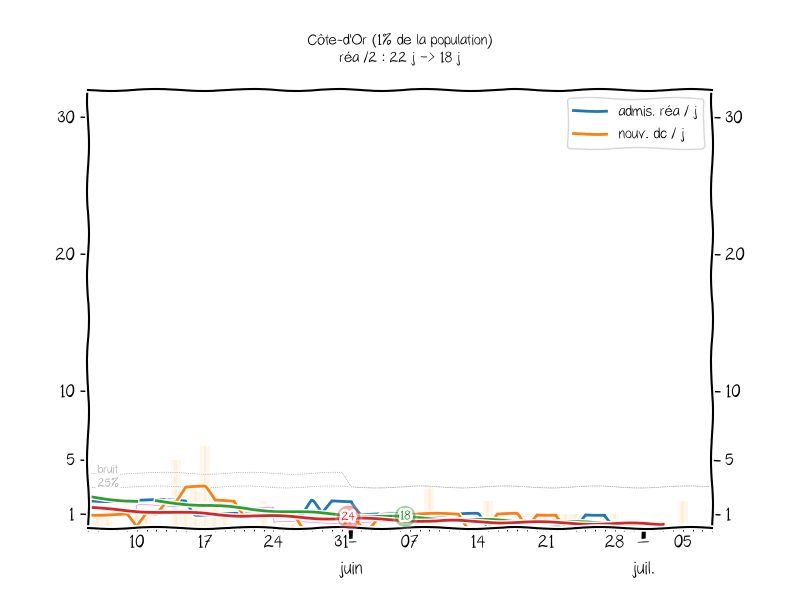 Côte-d'Or (1% de la population)
réa /2 : 22 j -> 18 j
30
30
admis. réa / j
nouv. dc / j
20
20
10
10
bruit
25%
5
5
1
1
24
18
10 17 24 31 07 14 21 28 05
juin juil.